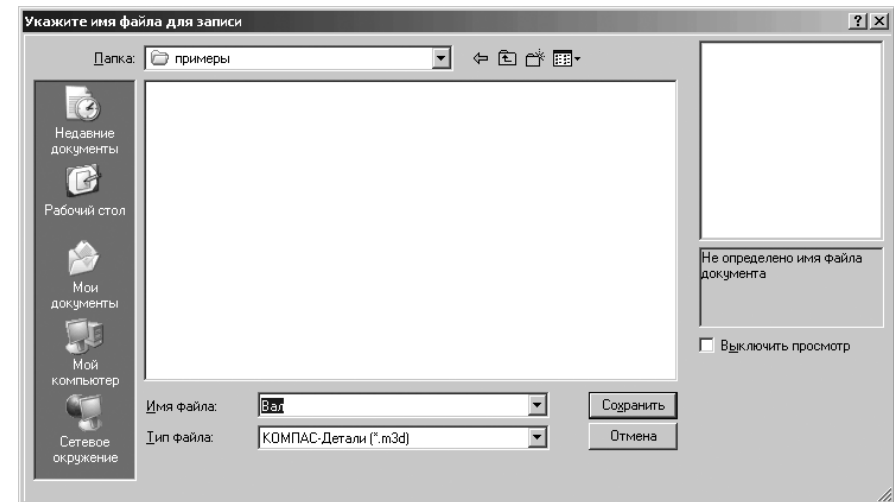 Укажите имя файла для записи
Папка: примеры
Недавние
документы
Рабочий стол
Мои
документы
Мой
компьютер
Сетевое
окружение
Имя файла: Вал
Сохранить
Тип файла: КОМПАС-Детали (*.m3d)
Отмена
Не определено имя файла
документа
Выключить просмотр